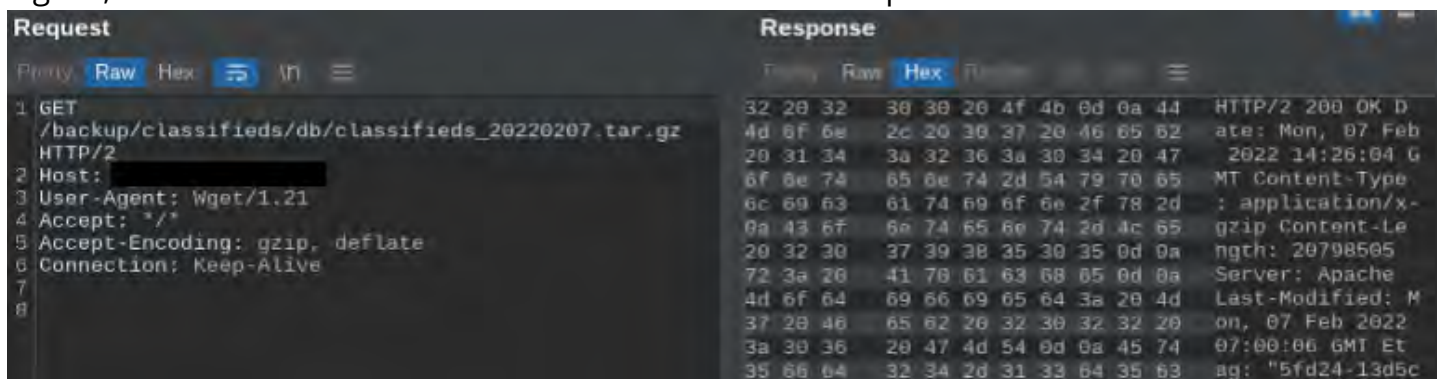 Request
Response
Pretty Raw Hex \n
Raw Hex
1 GET
/backup/classifieds/db/classifieds_20220207.tar.gz
HTTP/2
2 Host:
3 User-Agent: Wget/1.21
4 Accept: */*
5 Accept-Encoding: gzip, deflate
6 Connection: Keep-Alive
7
8
32 20 32 30 30 20 4f 4b 0d 0a 44 HTTP/2 200 OK D
4d 6f 6e 2c 20 30 37 20 46 65 62 ate: Mon, 07 Feb
20 31 34 3a 32 36 3a 30 34 20 47 2022 14:26:04 G
6f 6e 74 65 6e 74 2d 54 79 70 65 MT Content-Type
6c 69 63 61 74 69 6f 6e 2f 78 2d : application/x-
0a 43 6f 6e 74 65 6e 74 2d 4c 65 gzip Content-Le
20 32 30 37 39 38 35 30 35 0d 0a ngth: 20798505
72 3a 20 41 70 61 63 68 65 0d 0a Server: Apache
4d 6f 64 69 66 69 65 64 3a 20 4d Last-Modified: M
37 20 46 65 62 20 32 30 32 32 20 on, 07 Feb 2022
3a 30 36 20 47 4d 54 0d 0a 45 74 07:00:06 GMT Et
35 66 64 32 34 2d 31 33 64 35 63 ag: "5fd24-13d5c